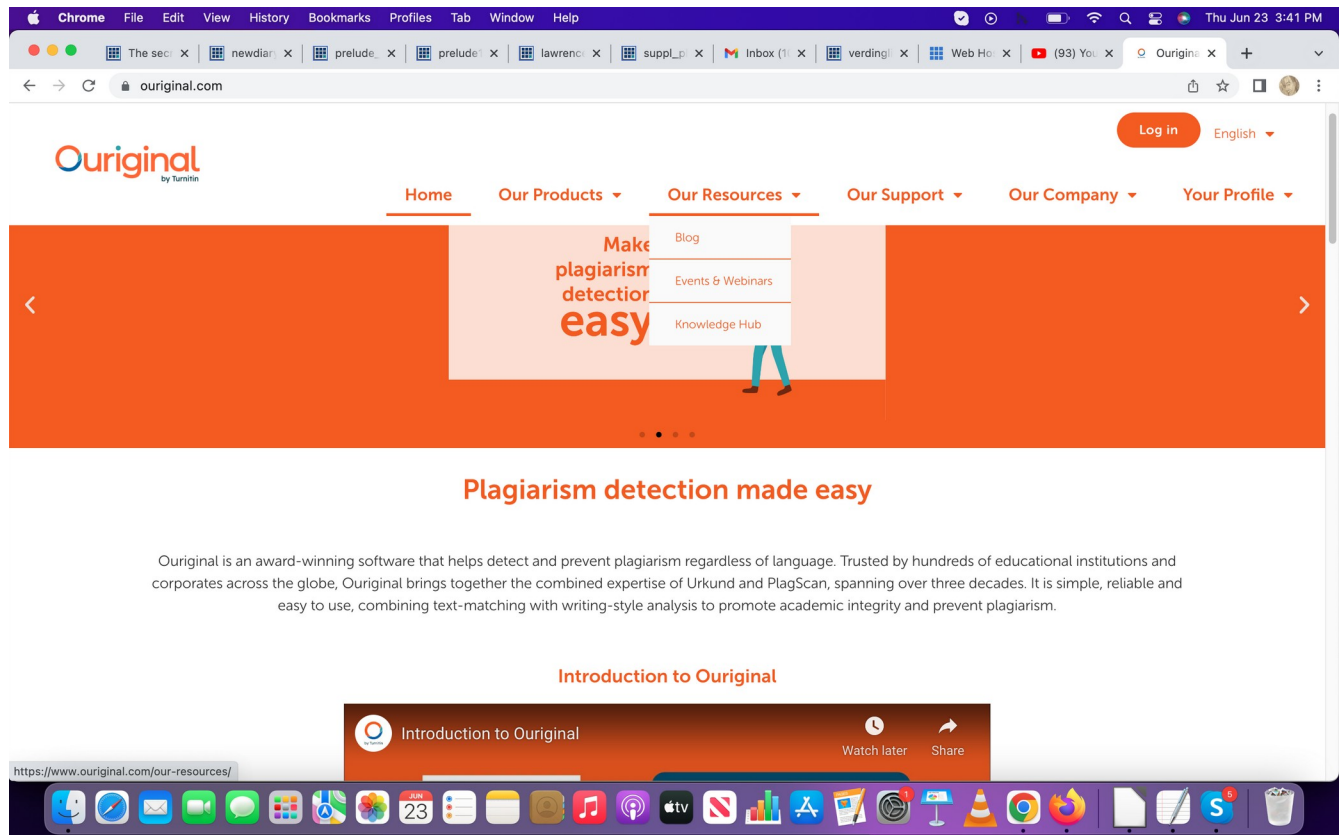 Chrome File Edit View History Bookmarks Profiles Tab Window Help Thu Jun 23 3:41 PM
The sec newdiar prelude_ prelude lawrenc suppl_p Inbox (1 verdingl Web Ho (93) You Ourigina
ouriginal.com
Log in English
Ouriginal
by Turnitin
Home Our Products Our Resources Our Support Our Company Your Profile
Blog
Events & Webinars
Knowledge Hub
Make
plagiarism
detection
easy
Plagiarism detection made easy
Ouriginal is an award-winning software that helps detect and prevent plagiarism regardless of language. Trusted by hundreds of educational institutions and
corporates across the globe, Ouriginal brings together the combined expertise of Urkund and PlagScan, spanning over three decades. It is simple, reliable and
easy to use, combining text-matching with writing-style analysis to promote academic integrity and prevent plagiarism.
Introduction to Ouriginal
Introduction to Ouriginal
Watch later Share
https://www.ouriginal.com/our-resources/
JUN
23
tv
1
S
5